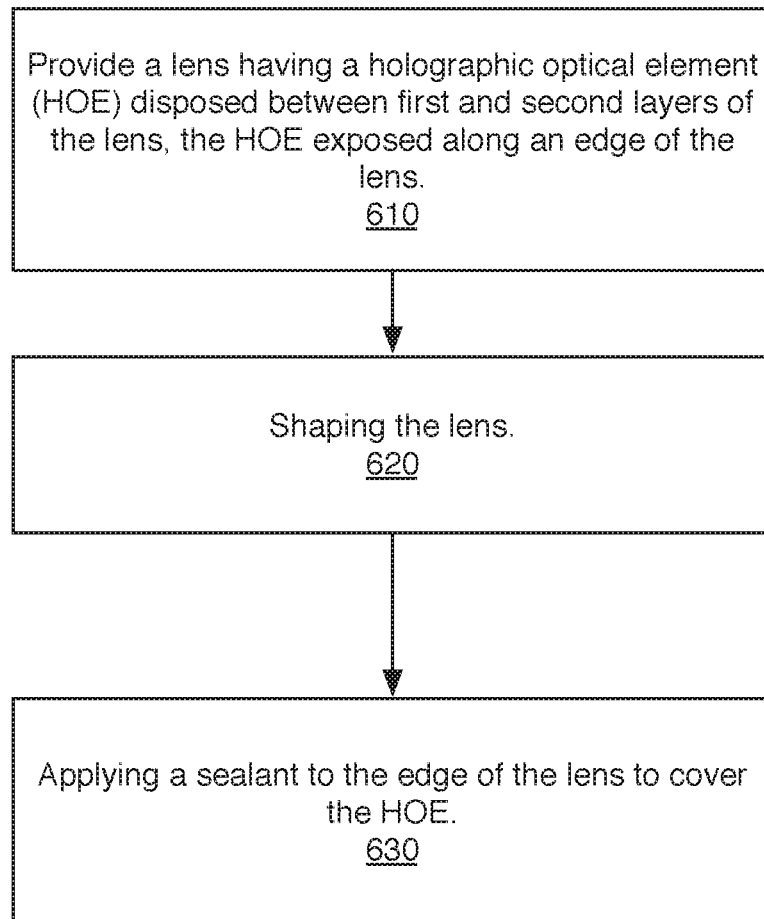 Provide a lens having a holographic optical element
(HOE) disposed between first and second layers of
the lens, the HOE exposed along an edge of the
lens.
610
Shaping the lens.
620
Applying a sealant to the edge of the lens to cover
the HOE.
630